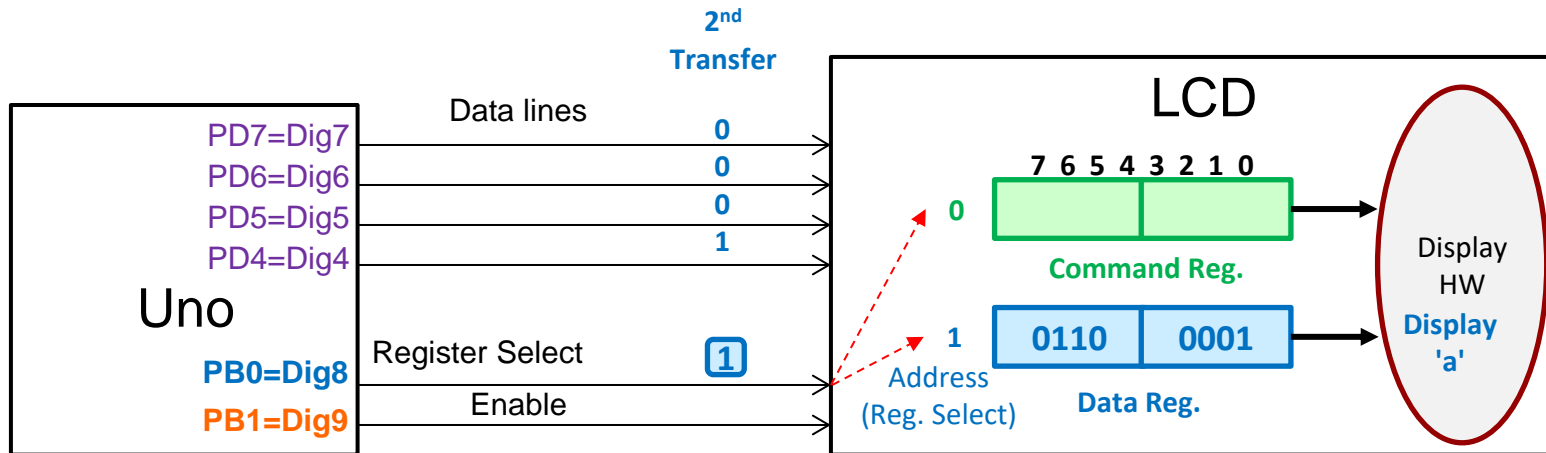 2nd
Transfer
Data lines
PD7=Dig7
0
PD6=Dig6
0
PD5=Dig5
0
PD4=Dig4
1
Uno
Register Select
1
PB0=Dig8
Enable
PB1=Dig9
LCD
7 6 5 4 3 2 1 0
0
Command Reg.
1
0110 0001
Address
(Reg. Select)
Data Reg.
Display
HW
Display
'a'